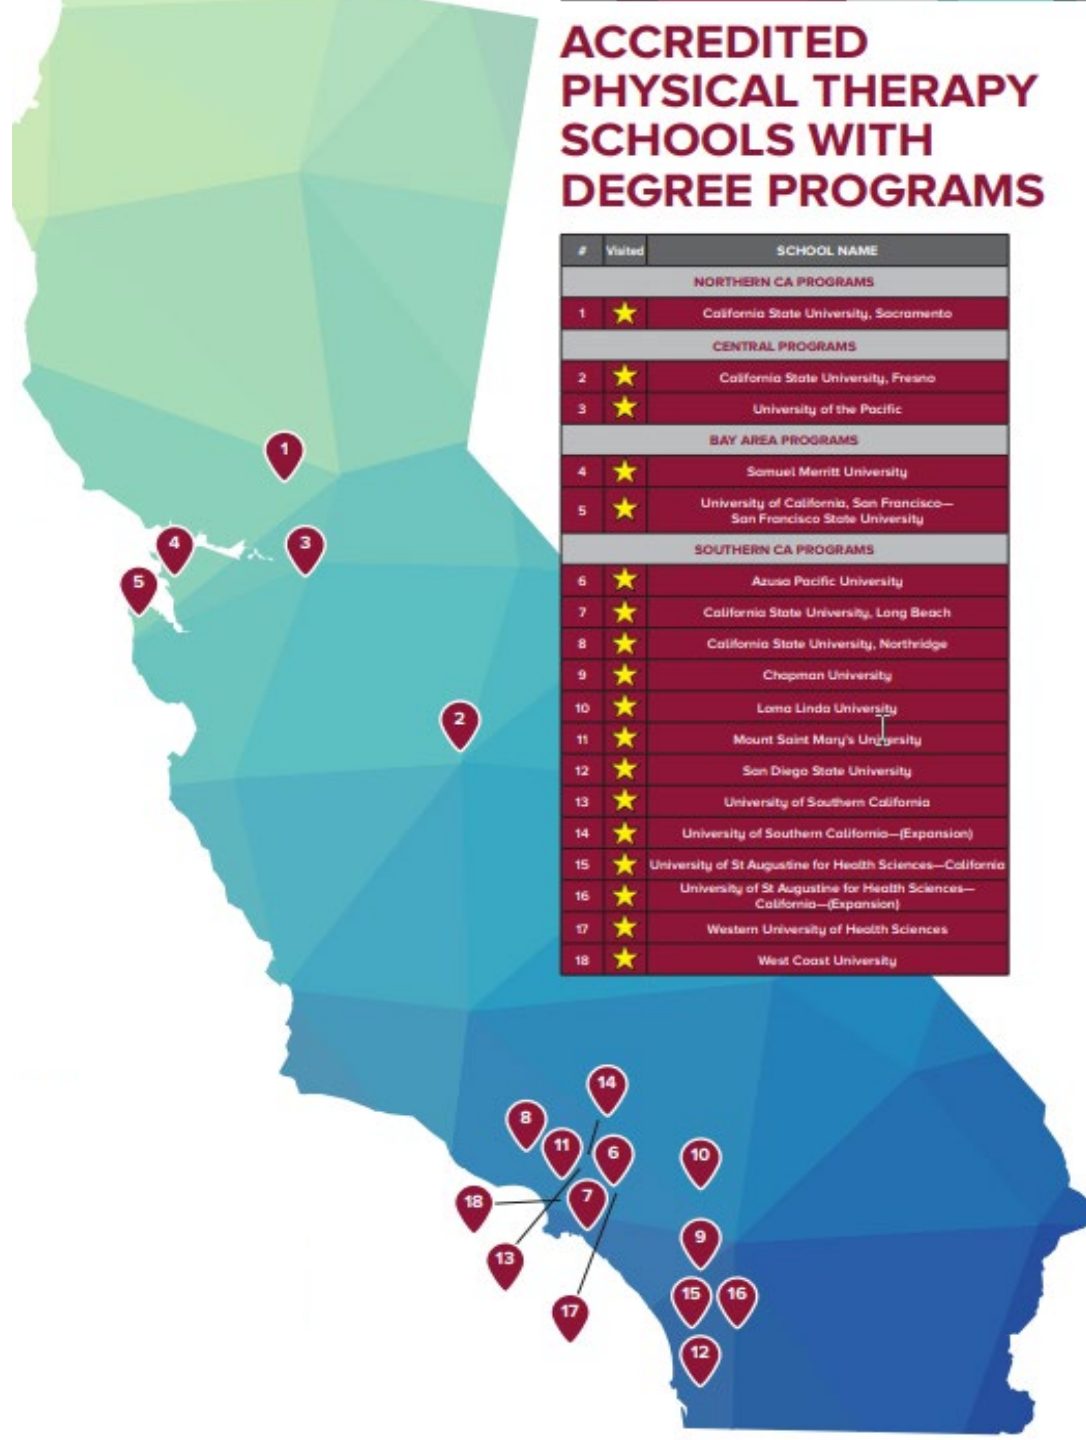 ACCREDITED
PHYSICAL THERAPY
SCHOOLS WITH
DEGREE PROGRAMS
# Visited SCHOOL NAME
NORTHERN CA PROGRAMS
1 California State University, Sacramento
CENTRAL PROGRAMS
2 California State University, Fresno
3 University of the Pacific
BAY AREA PROGRAMS
4 Samuel Merritt University
5 University of California, San Francisco—
San Francisco State University
SOUTHERN CA PROGRAMS
6 Azusa Pacific University
7 California State University, Long Beach
8 California State University, Northridge
9 Chapman University
10 Loma Linda University
11 Mount Saint Mary's University
12 San Diego State University
13 University of Southern California
14 University of Southern California—(Expansion)
15 University of St Augustine for Health Sciences—California
16 University of St Augustine for Health Sciences—
California—(Expansion)
17 Western University of Health Sciences
18 West Coast University
1
4
3
5
2
14
8
11
6
10
7
18
9
13
15
16
17
12